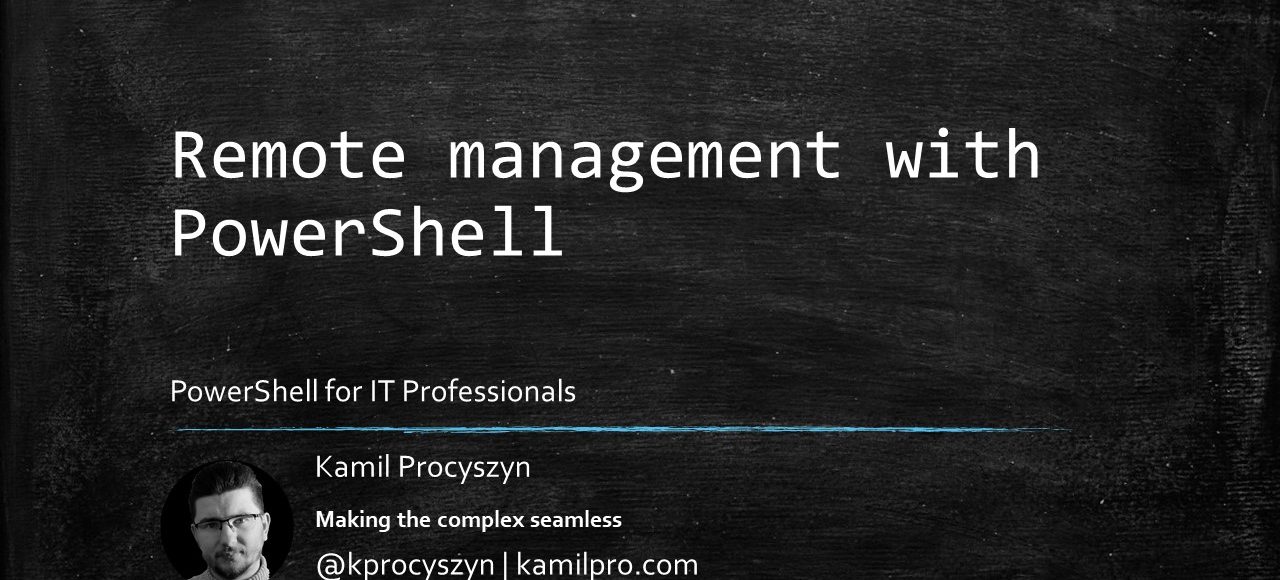 Remote management with
PowerShell
PowerShell for IT Professionals
Kamil Procyszyn
Making the complex seamless
@kprocyszyn | kamilpro.com